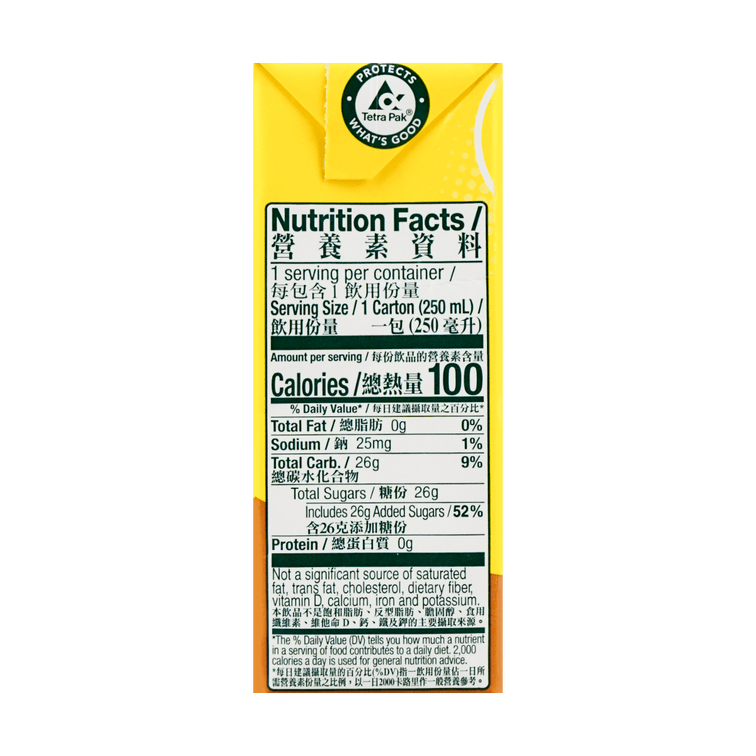 PROTECTS
Tetra Pak®
WHAT'S GOOD
Nutrition Facts /
營養素資料
1 serving per container /
每包含1飲用份量
Serving Size / 1 Carton (250 mL) /
飲用份量 一包 (250 毫升)
Amount per serving / 每份飲品的營養素含量
Calories /總熱量 100
% Daily Value* / 每日建議攝取量之百分比*
Total Fat / 總脂肪 0g 0%
Sodium / 鈉 25mg 1%
Total Carb. / 26g 9%
總碳水化合物
Total Sugars / 糖份 26g
Includes 26g Added Sugars / 52%
含26克添加糖份
Protein / 總蛋白質 0g
Not a significant source of saturated
fat, trans fat, cholesterol, dietary fiber,
vitamin D, calcium, iron and potassium.
本飲品不是飽和脂肪、反型脂肪、膽固醇、食用
纖維素、維他命D、鈣、鐵及鉀的主要攝取來源。
*The % Daily Value (DV) tells you how much a nutrient
in a serving of food contributes to a daily diet. 2,000
calories a day is used for general nutrition advice.
*每日建議攝取量的百分比(%DV)指一飲用份量佔一日所
需營養素份量之比例，以一日2000卡路里作一般營養參考。